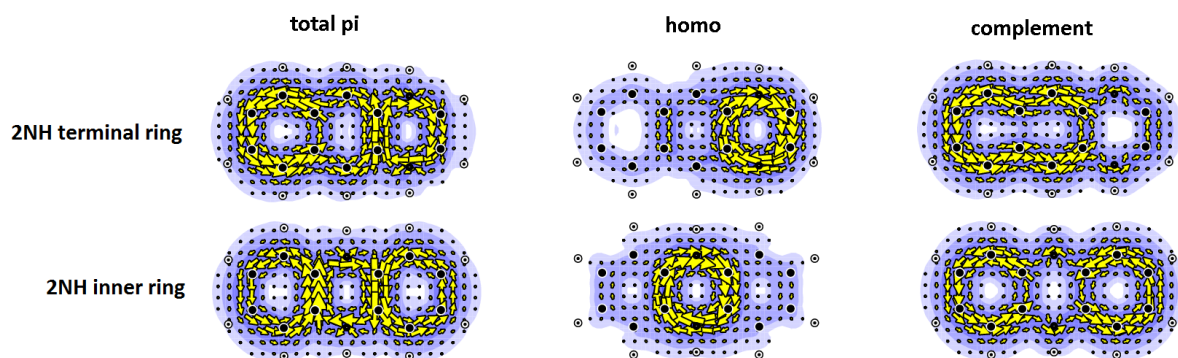 total pi
homo
complement
2NH terminal ring
2NH inner ring